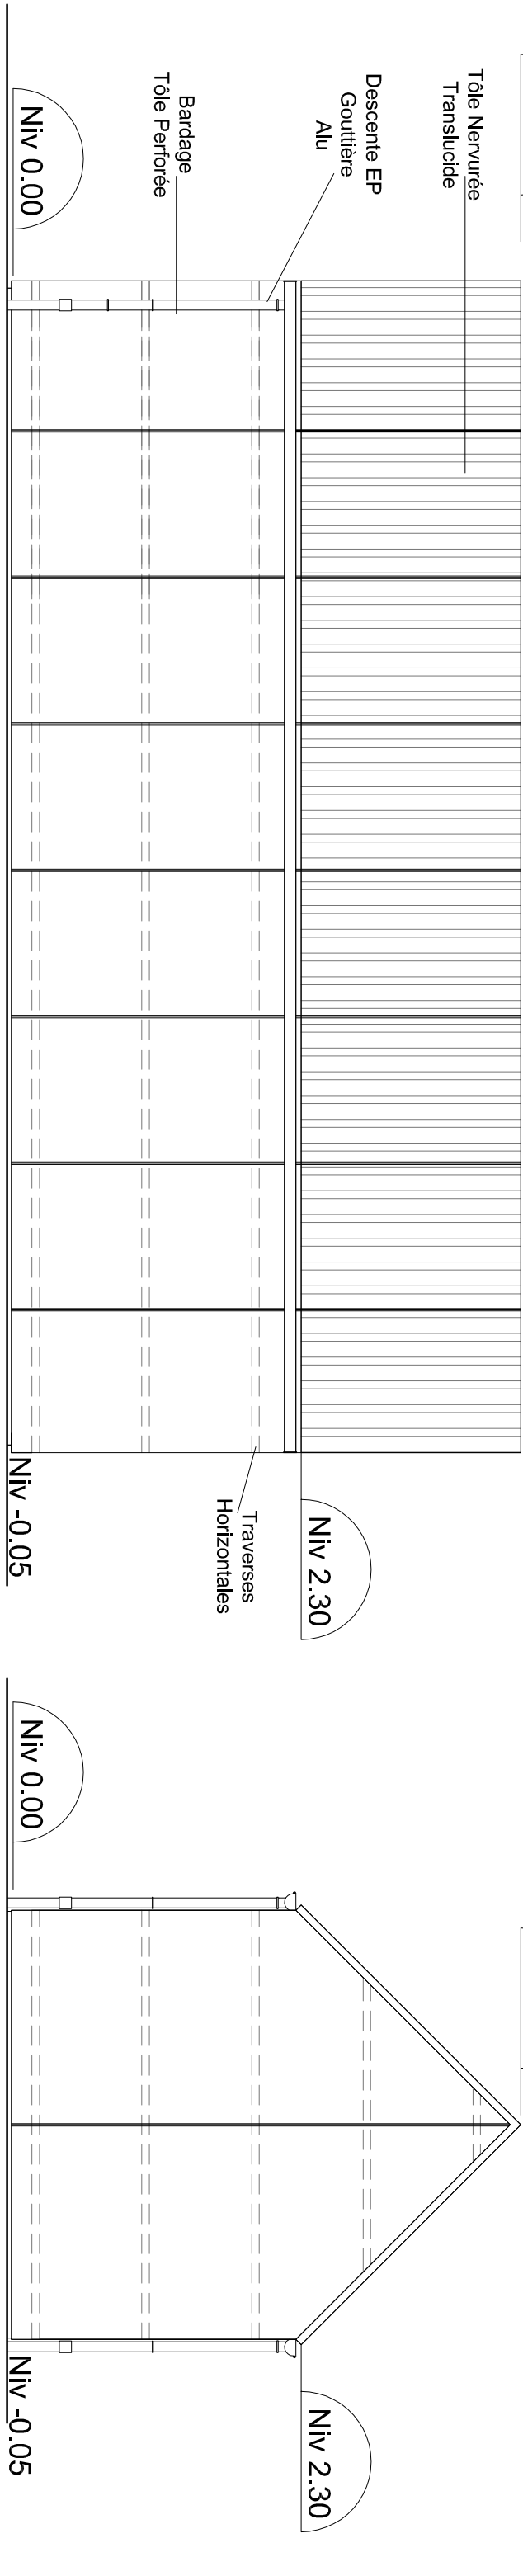 Tôle Nervurée
Translucide
Descente EP
Gouttière
Alu
Bardage
Tôle Perforée
Niv 0.00
Niv 2.30
Traverses
Horizontales
Niv -0.05
Niv 0.00
Niv 2.30
Niv -0.05